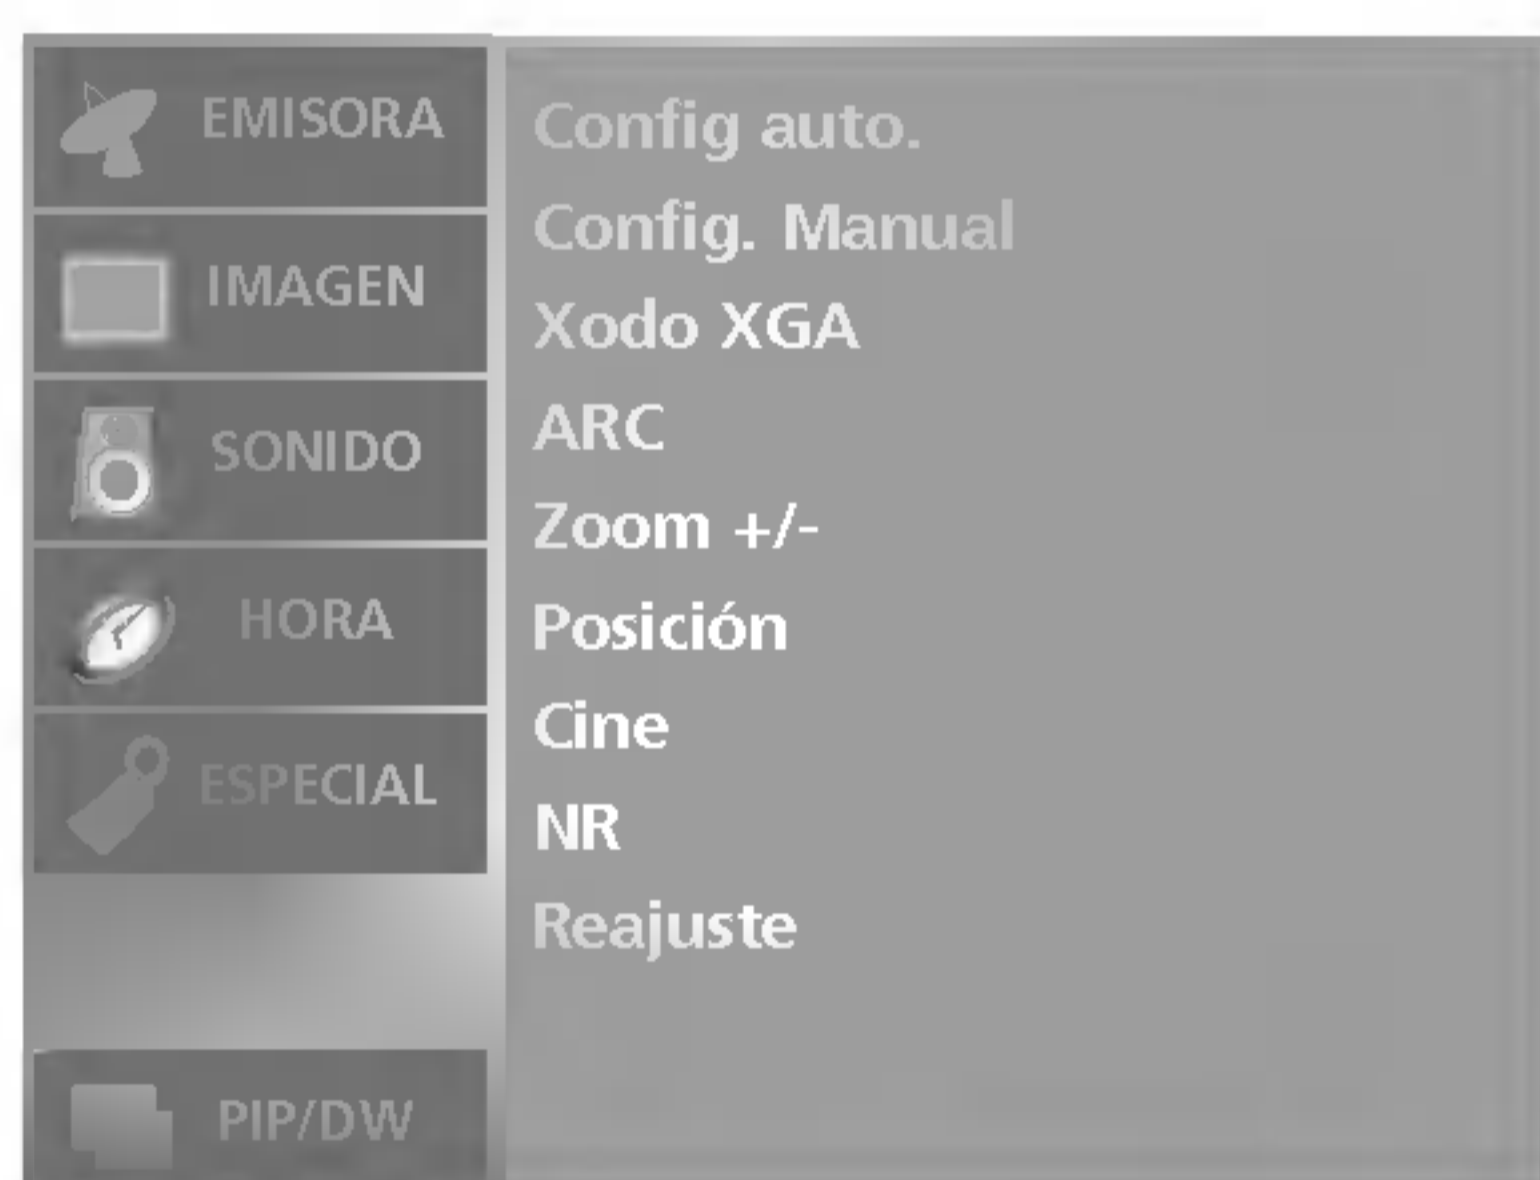 EMISORA
IMAGEN
SONIDO
HORA
ESPECIAL
PIP/DW
Config auto.
Config. Manual
Xodo XGA
ARC
Zoom +/-
Posición
Cine
NR
Reajuste